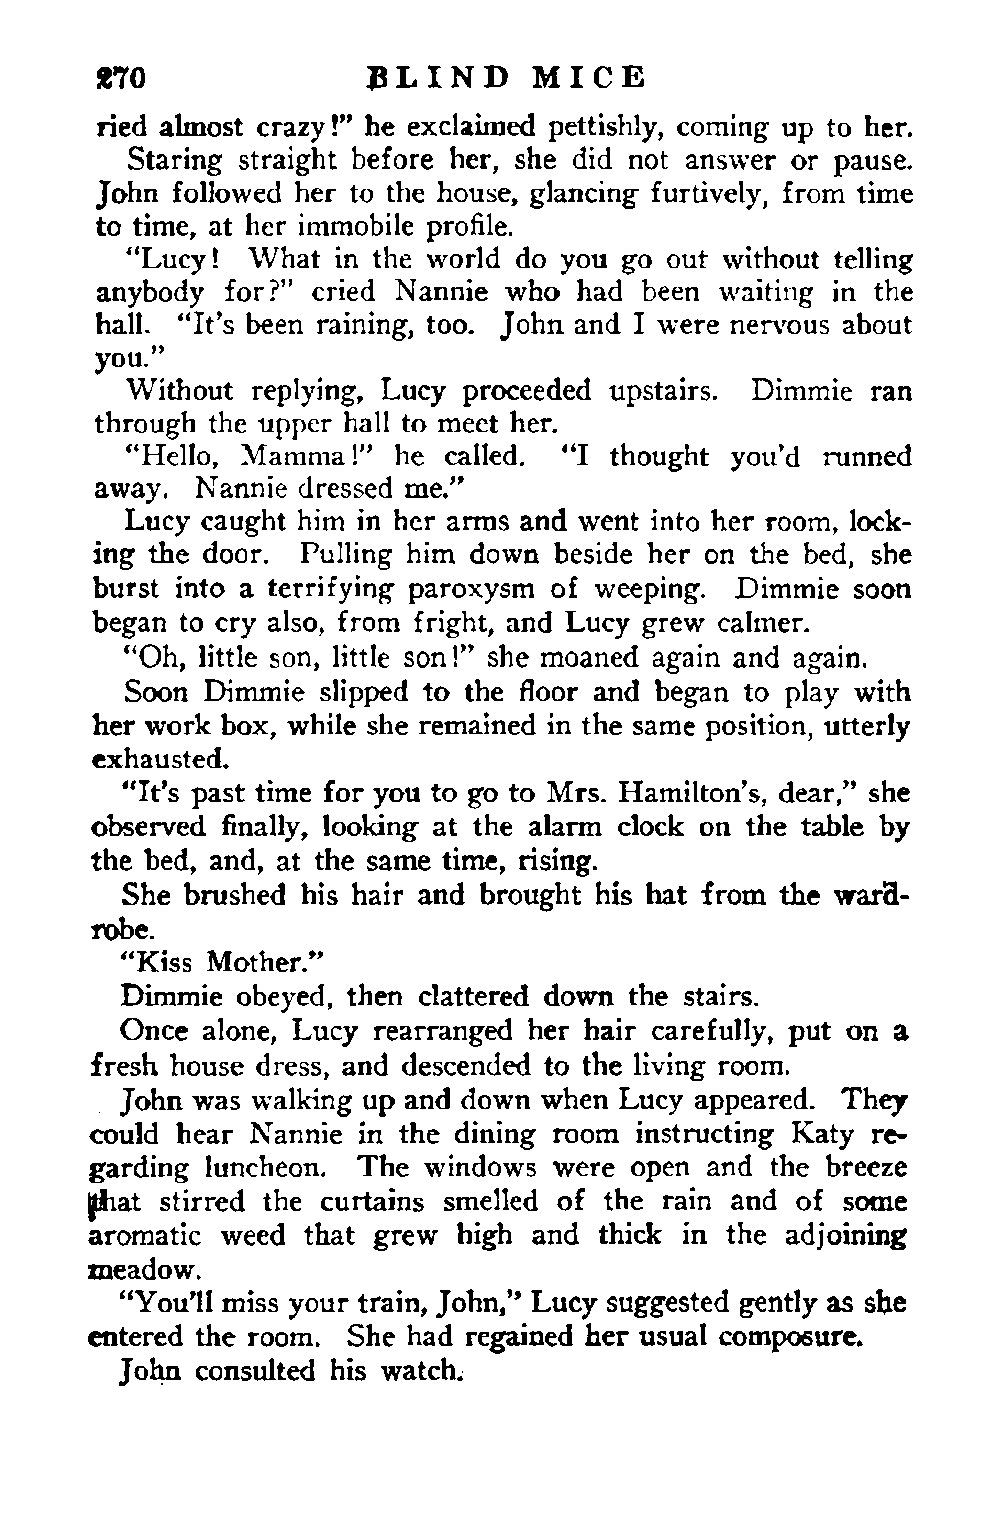 270 BLIND MICE
ried almost crazy!" he exclaimed pettishly, coming up to her.
Staring straight before her, she did not answer or pause.
John followed her to the house, glancing furtively, from time
to time, at her immobile profile.
"Lucy! What in the world do you go out without telling
anybody for?" cried Nannie who had been waiting in the
hall. "It's been raining, too. John and I were nervous about
you."
Without replying, Lucy proceeded upstairs. Dimmie ran
through the upper hall to meet her.
"Hello, Mamma!" he called. "I thought you'd runned
away. Nannie dressed me."
Lucy caught him in her arms and went into her room, lock-
ing the door. Pulling him down beside her on the bed, she
burst into a terrifying paroxysm of weeping. Dimmie soon
began to cry also, from fright, and Lucy grew calmer.
"Oh, little son, little son!" she moaned again and again.
Soon Dimmie slipped to the floor and began to play with
her work box, while she remained in the same position, utterly
exhausted.
"It's past time for you to go to Mrs. Hamilton's, dear," she
observed finally, looking at the alarm clock on the table by
the bed, and, at the same time, rising.
She brushed his hair and brought his hat from the ward-
robe.
"Kiss Mother."
Dimmie obeyed, then clattered down the stairs.
Once alone, Lucy rearranged her hair carefully, put on a
fresh house dress, and descended to the living room.
John was walking up and down when Lucy appeared. They
could hear Nannie in the dining room instructing Katy re-
garding luncheon. The windows were open and the breeze
that stirred the curtains smelled of the rain and of some
aromatic weed that grew high and thick in the adjoining
meadow.
"You'll miss your train, John," Lucy suggested gently as she
entered the room. She had regained her usual composure.
John consulted his watch.